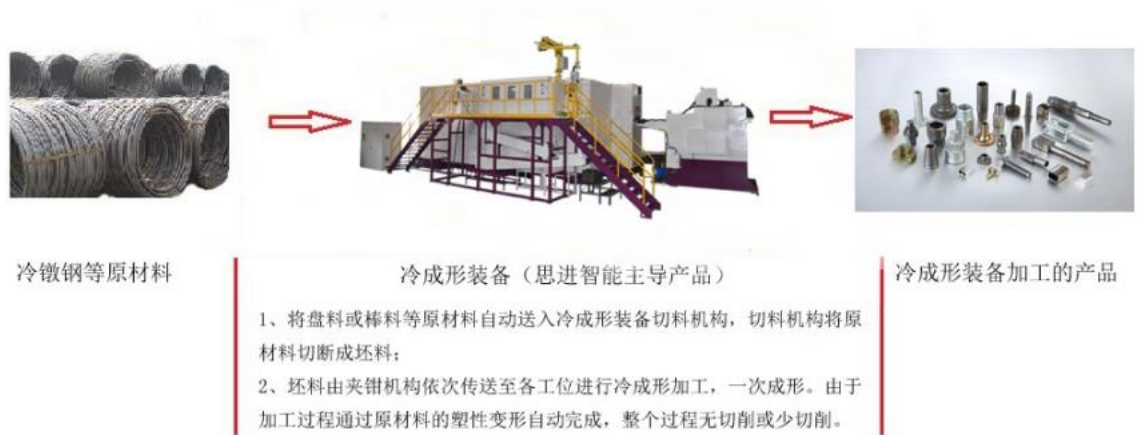 冷镦钢等原材料
冷成形装备（思进智能主导产品）
1、将盘料或棒料等原材料自动送入冷成形装备切料机构，切料机构将原
材料切断成坯料；
2、坯料由夹钳机构依次传送至各工位进行冷成形加工，一次成形。由于
加工过程通过原材料的塑性变形自动完成，整个过程无切削或少切削。
冷成形装备加工的产品